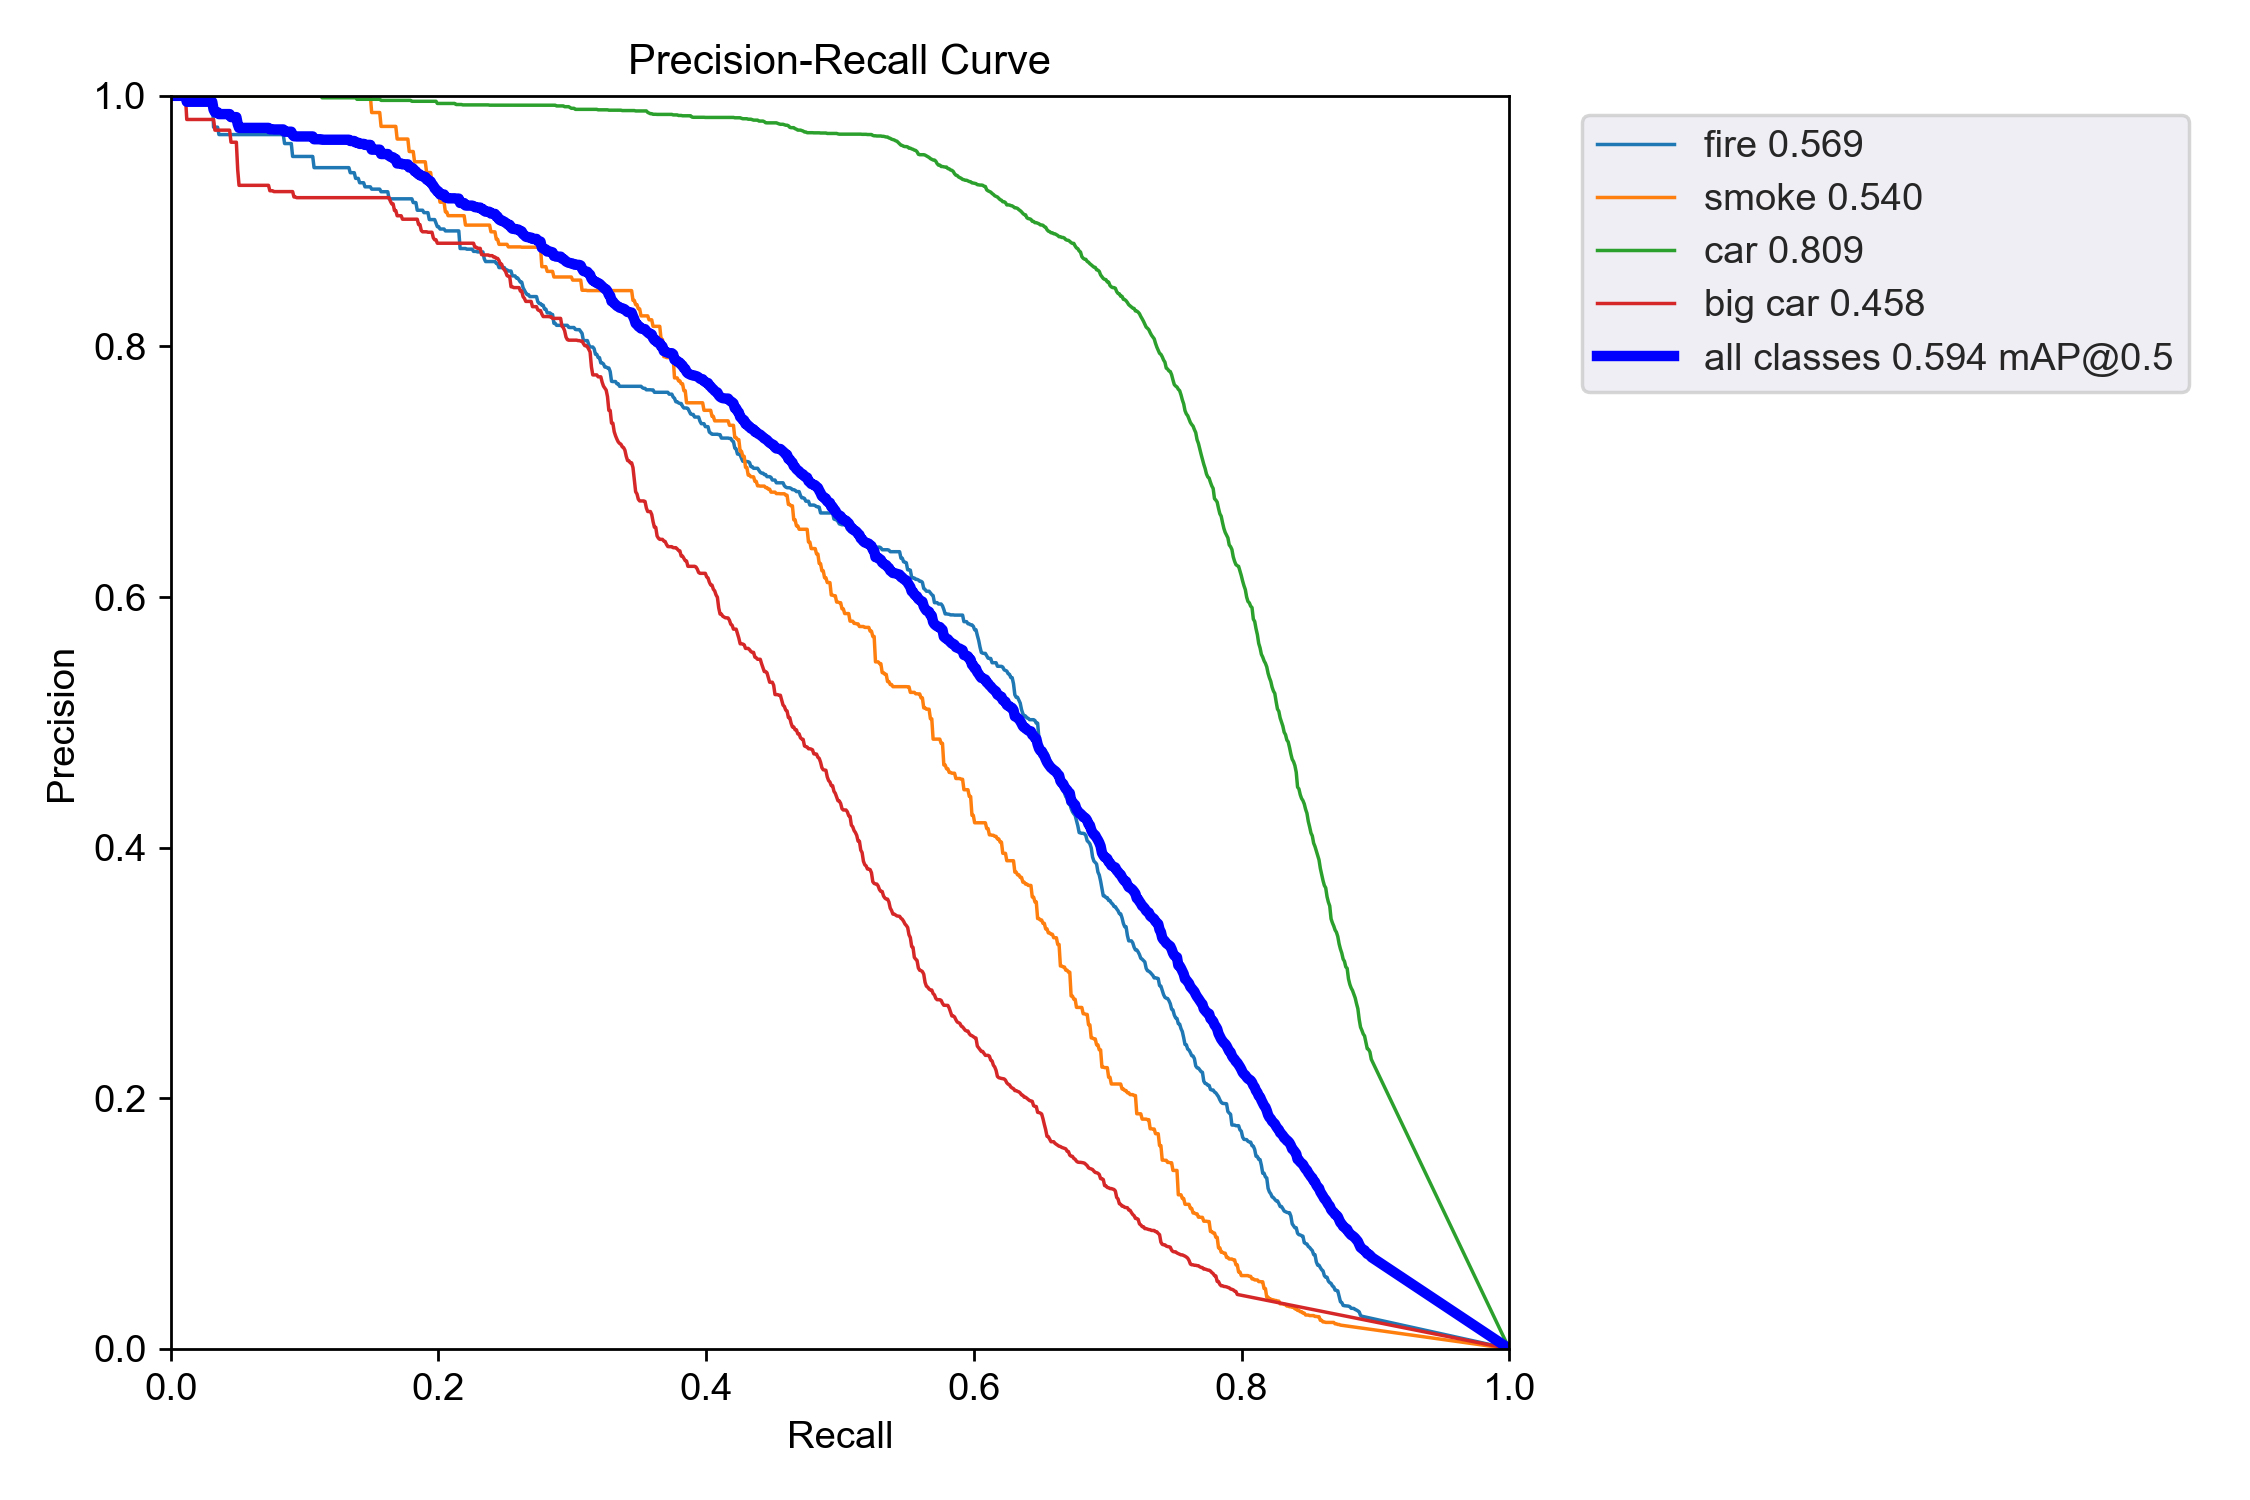 Precision-Recall Curve
1.0
0.8
0.6
0.4
0.2
0.0
Precision
0.0 0.2 0.4 0.6 0.8 1.0
Recall
fire 0.569
smoke 0.540
car 0.809
big car 0.458
all classes 0.594 mAP@0.5